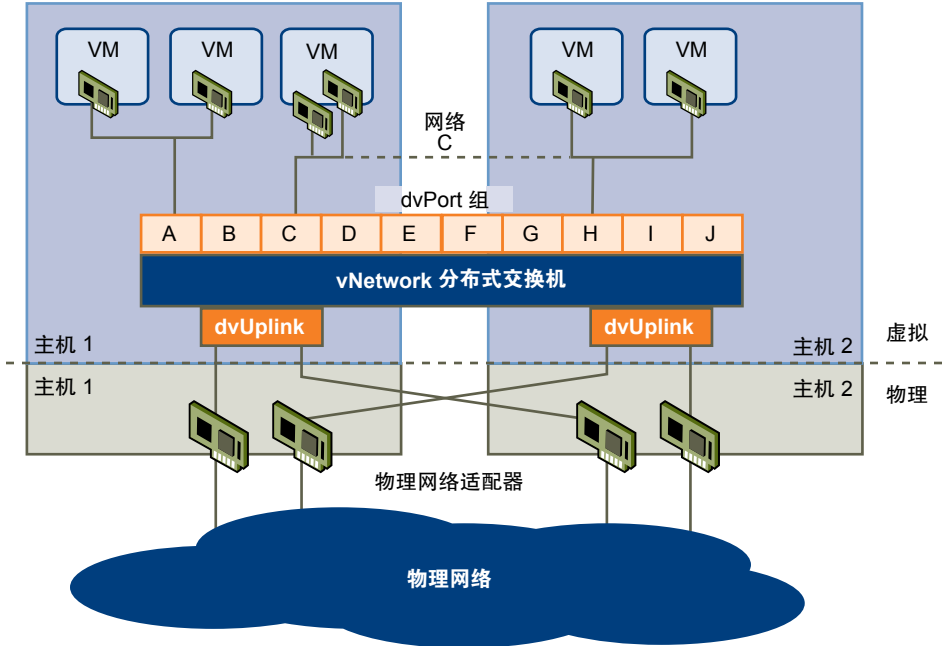 VM
VM
VM
VM
VM
网络
C
dvPort 组
A B C D E F G H I J
vNetwork 分布式交换机
dvUplink
dvUplink
主机 1
主机 2
虚拟
主机 1
主机 2
物理
物理网络适配器
物理网络